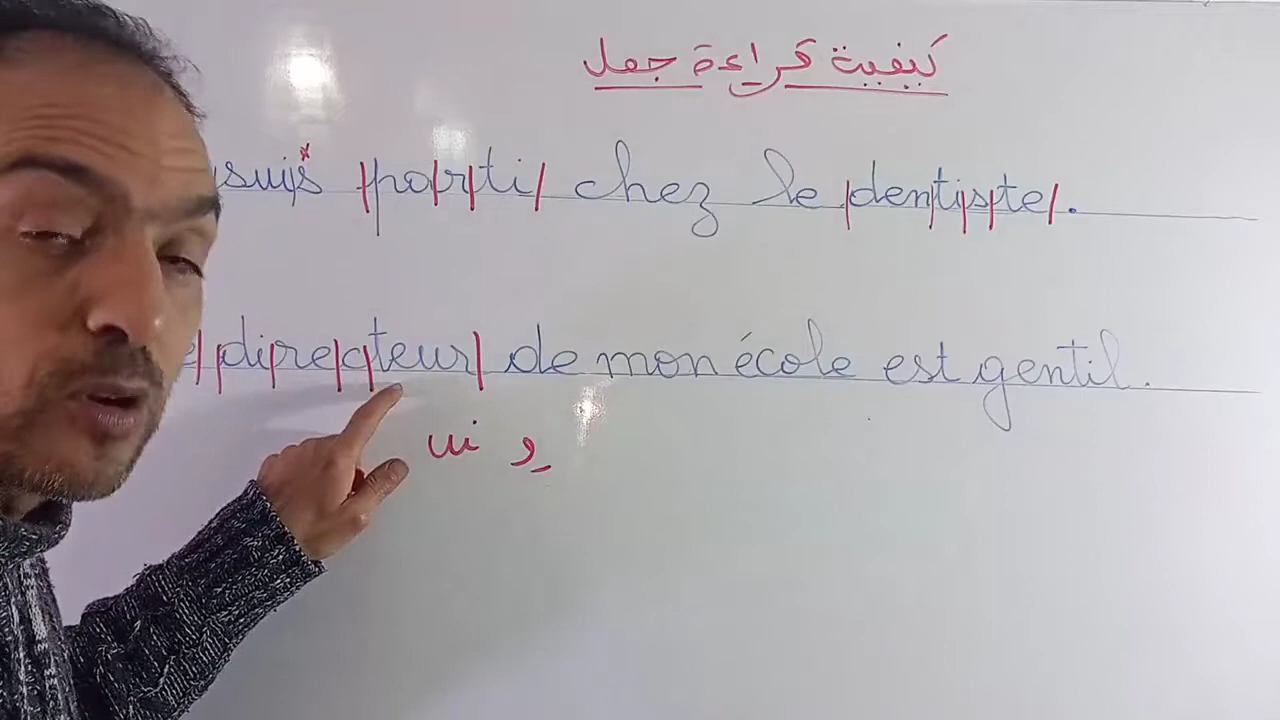 كيفية قراءة جمل
suis parti chez le dentiste.
directeur de mon école est gentil.